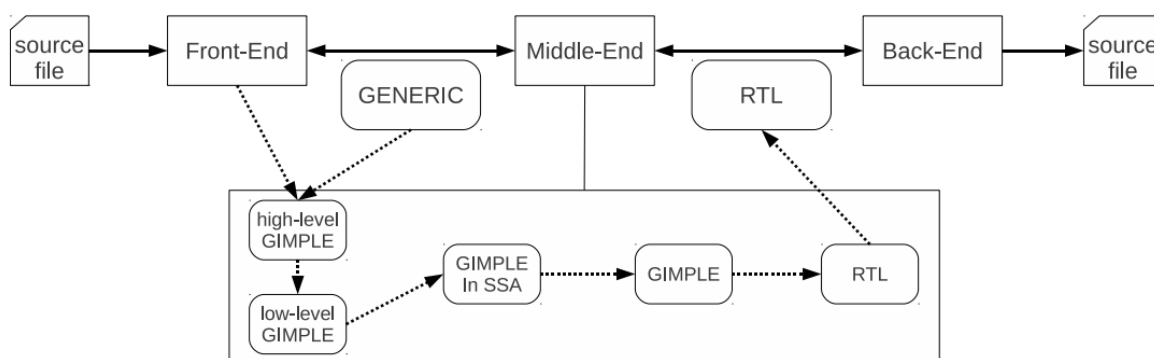 source
file
Front-End
Middle-End
Back-End
source
file
GENERIC
RTL
high-level
GIMPLE
GIMPLE
In SSA
GIMPLE
RTL
low-level
GIMPLE